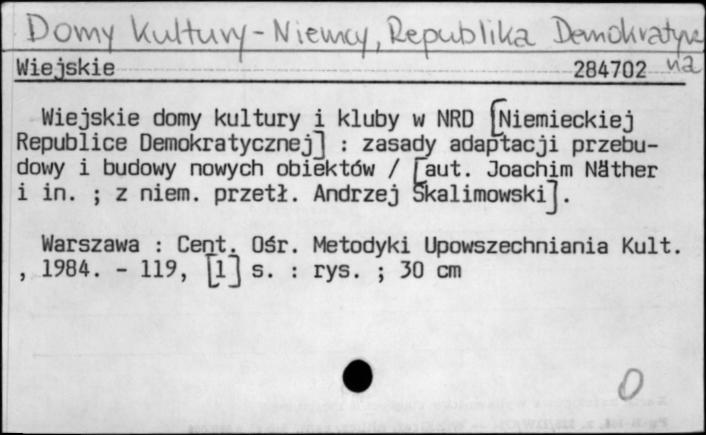 Domy Kultury - Niemcy, Republika Demokratycz
na
Wiejskie 284702
Wiejskie domy kultury i kluby w NRD [Niemieckiej
Republice Demokratycznej] : zasady adaptacji przebu-
dowy i budowy nowych obiektów / [aut. Joachim Näther
i in. ; z niem. przetł. Andrzej Skalimowski].
Warszawa : Cent. Ośr. Metodyki Upowszechniania Kult.
, 1984. - 119, [1] s. : rys. ; 30 cm
0